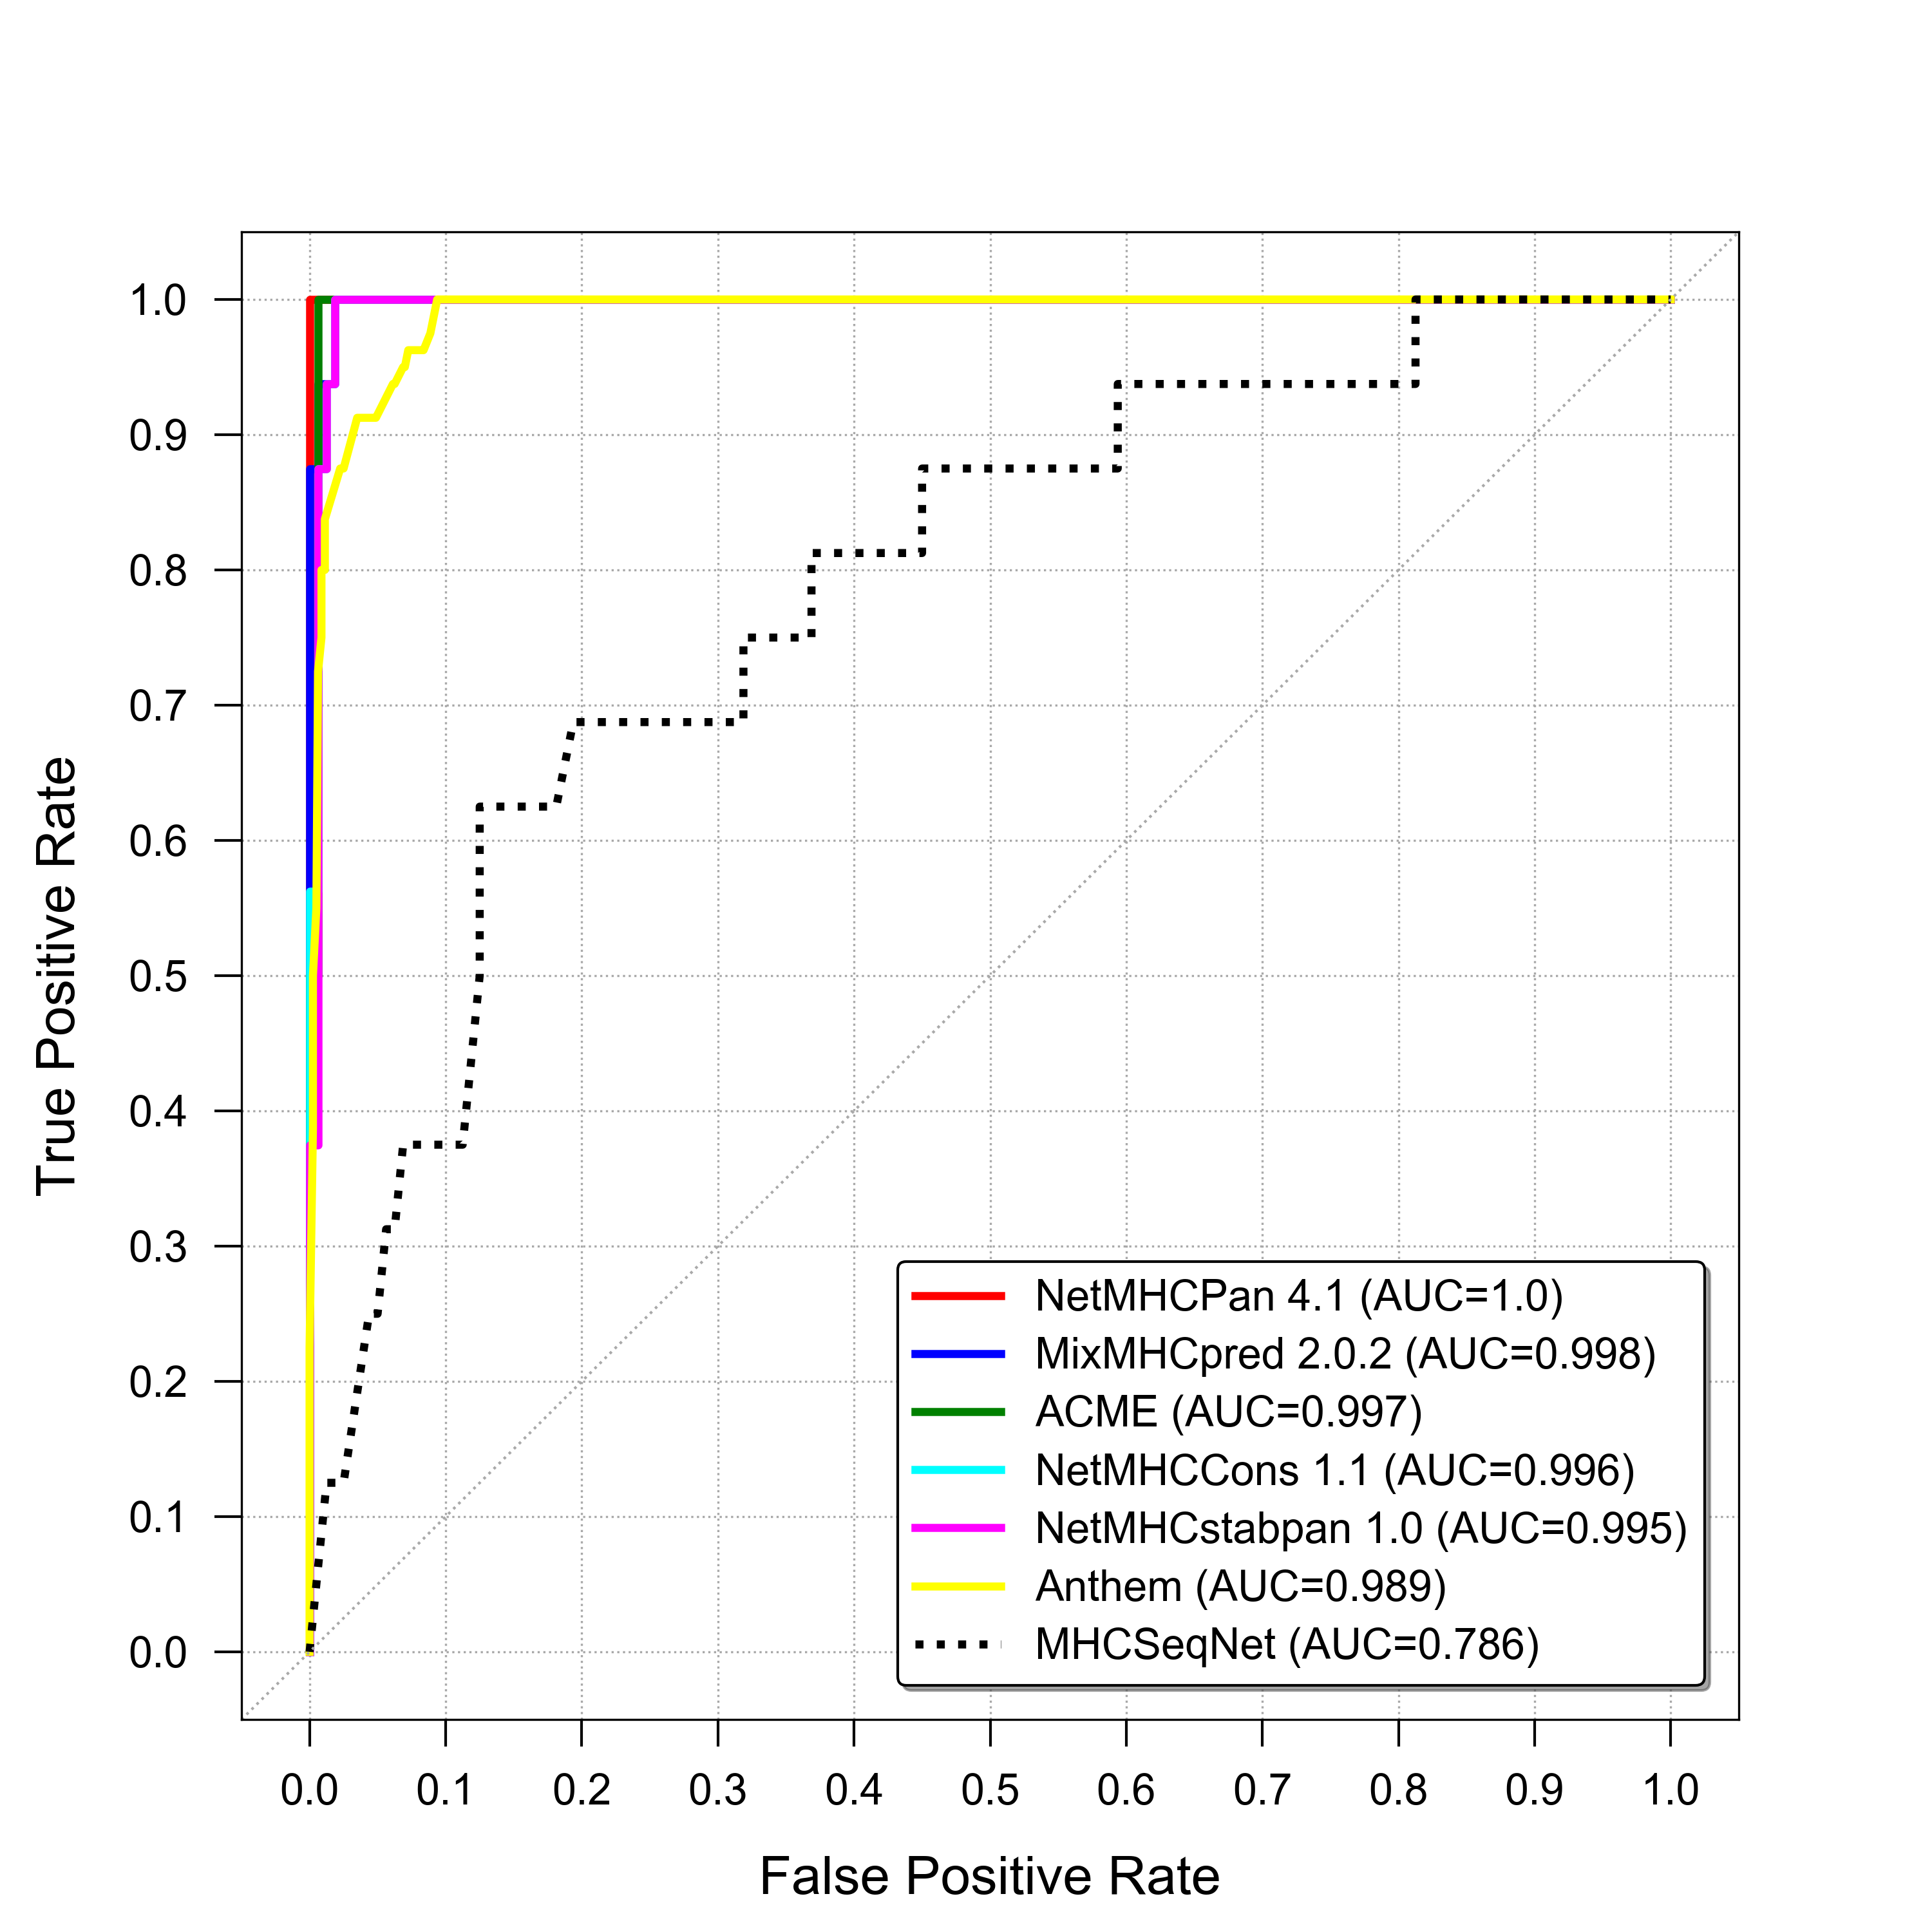 1.0
0.9
0.8
0.7
0.6
0.5
0.4
0.3
0.2
0.1
0.0
True Positive Rate
NetMHCPan 4.1 (AUC=1.0)
MixMHCpred 2.0.2 (AUC=0.998)
ACME (AUC=0.997)
NetMHCCons 1.1 (AUC=0.996)
NetMHCstabpan 1.0 (AUC=0.995)
Anthem (AUC=0.989)
MHCSeqNet (AUC=0.786)
0.0 0.1 0.2 0.3 0.4 0.5 0.6 0.7 0.8 0.9 1.0
False Positive Rate